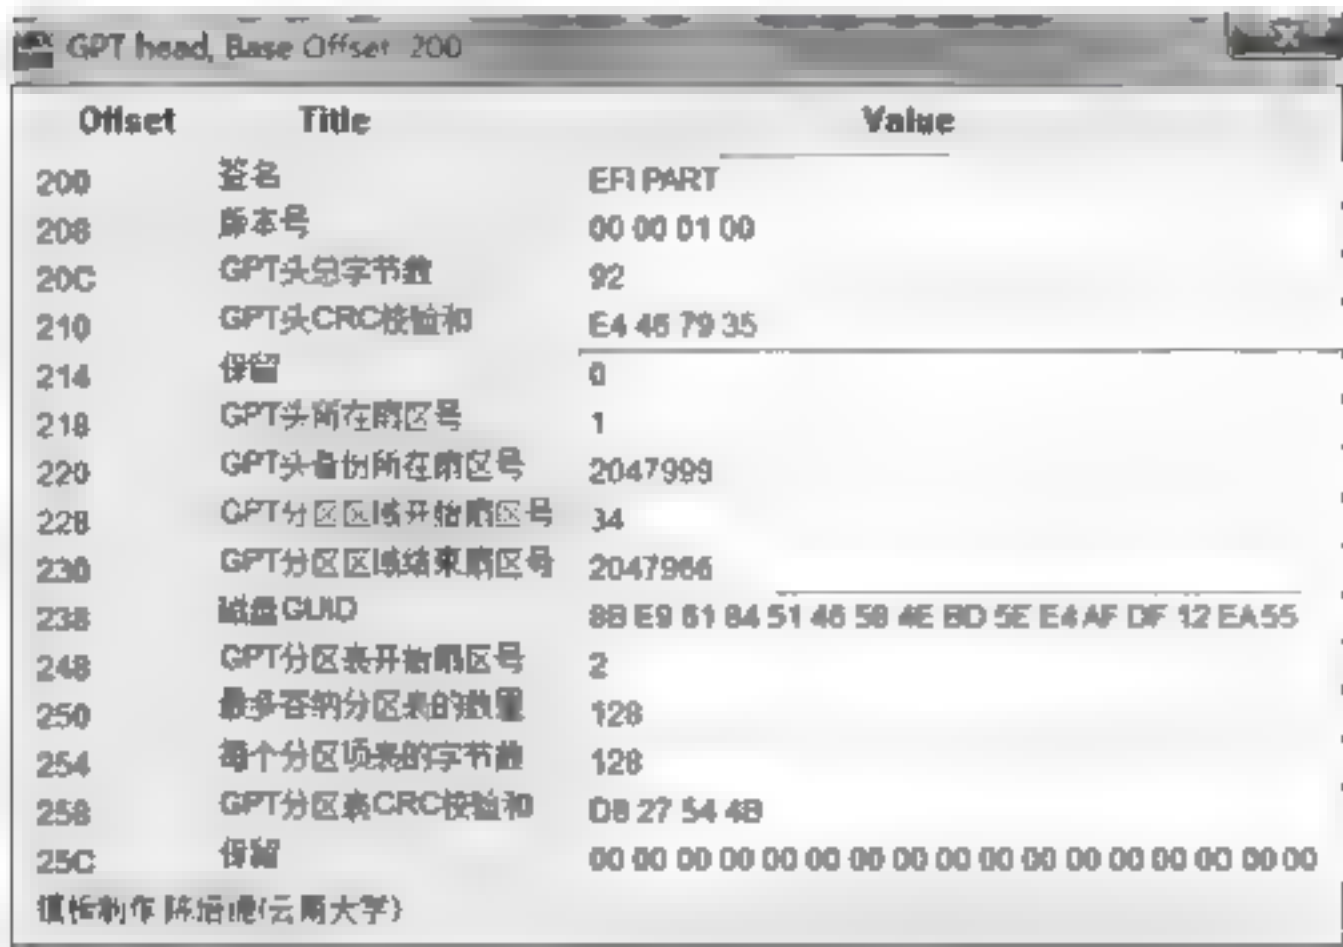 GPT head, Base Offset 200
Offset Title Value
200 签名 EFI PART
208 版本号 00 00 01 00
20C GPT头总字节数 92
210 GPT头CRC校验和 E4 46 79 35
214 保留 0
218 GPT头所在扇区号 1
220 GPT头备份所在扇区号 2047999
228 GPT分区区域开始扇区号 34
230 GPT分区区域结束扇区号 2047966
238 磁盘GUID 8B E9 61 84 51 46 58 4E BD 5E E4 AF DF 12 EA 55
248 GPT分区表开始扇区号 2
250 最多容纳分区表的数量 128
254 每个分区项表的字节数 128
258 GPT分区表CRC校验和 D8 27 54 4B
25C 保留 00 00 00 00 00 00 00 00 00 00 00 00 00 00 00 00 00
模板制作 (云南大学)